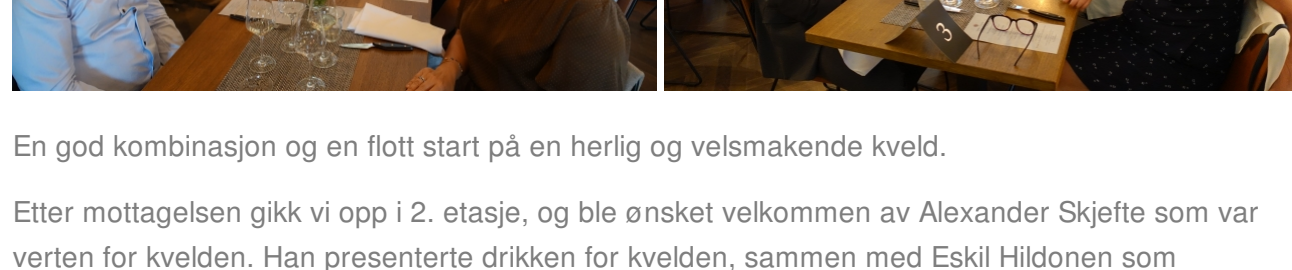 3
En god kombinasjon og en flott start på en herlig og velsmakende kveld.
Etter mottagelsen gikk vi opp i 2. etasje, og ble ønsket velkommen av Alexander Skjefte som var
verten for kvelden. Han presenterte drikken for kvelden, sammen med Eskil Hildonen som